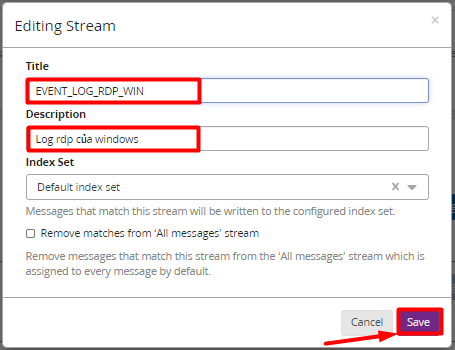 Editing Stream
×
Title
EVENT_LOG_RDP_WIN
Description
Log rdp của windows
Index Set
Default index set
Messages that match this stream will be written to the configured index set.
Remove matches from ‘All messages’ stream
Remove messages that match this stream from the ‘All messages’ stream which is
assigned to every message by default.
Cancel Save